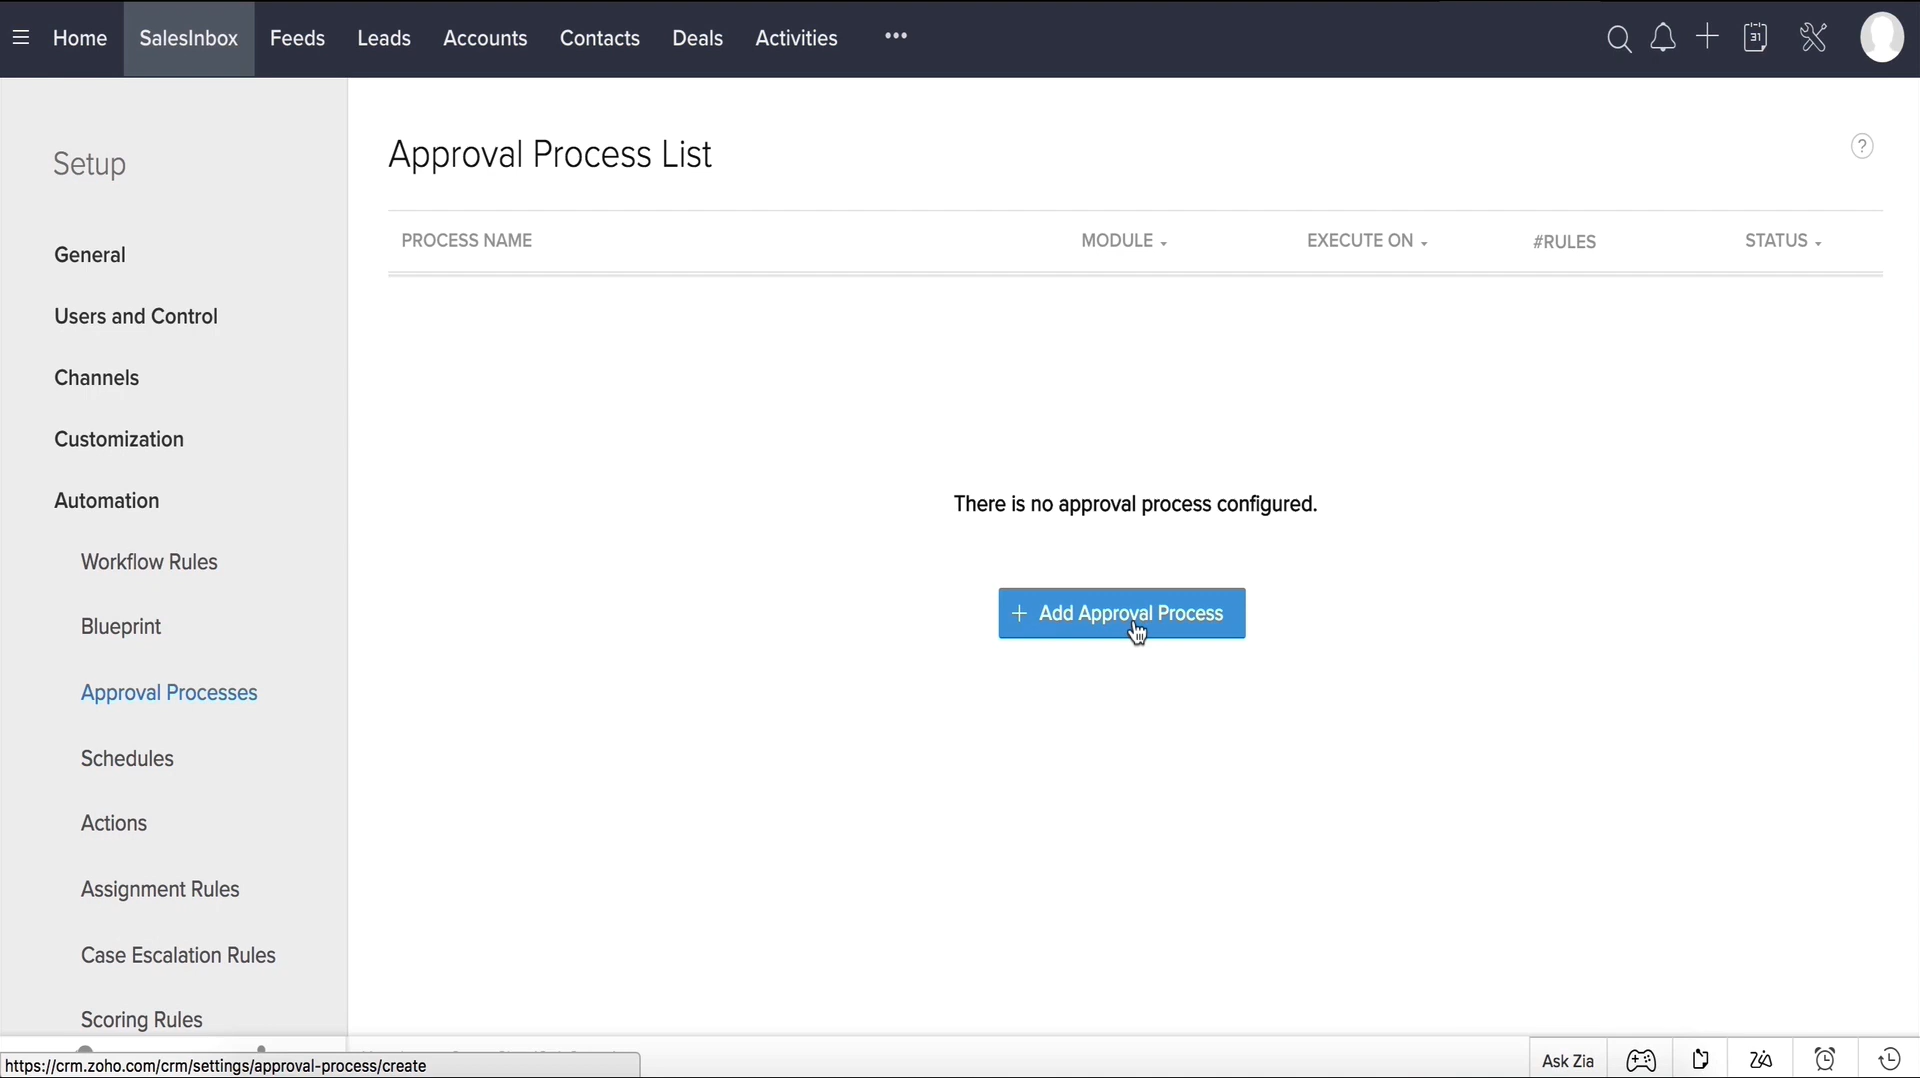 Home SalesInbox Feeds Leads Accounts Contacts Deals Activities •••
31
Setup
General
Users and Control
Channels
Customization
Automation
Workflow Rules
Blueprint
Approval Processes
Schedules
Actions
Assignment Rules
Case Escalation Rules
Scoring Rules
Approval Process List
?
PROCESS NAME MODULE EXECUTE ON #RULES STATUS
There is no approval process configured.
+ Add Approval Process
https://crm.zoho.com/crm/settings/approval-process/create
Ask Zia